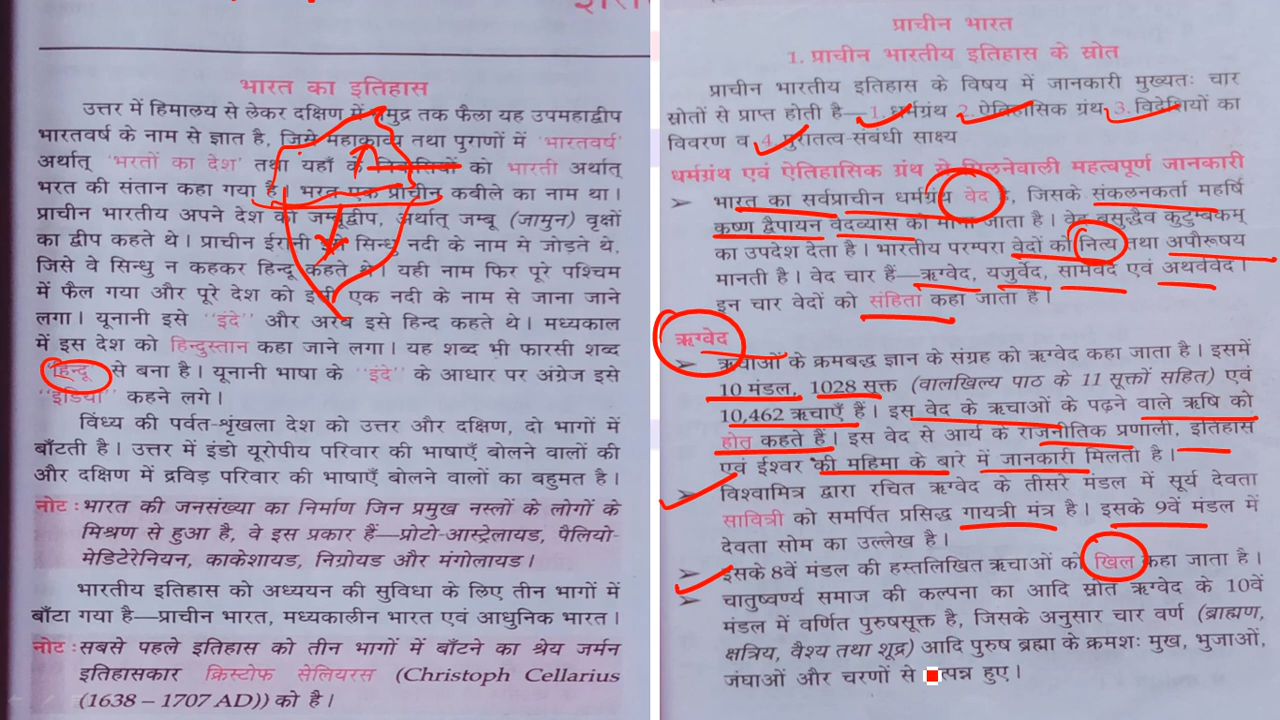 भारत का इतिहास
उत्तर में हिमालय से लेकर दक्षिण में समुद्र तक फैला यह उपमहाद्वीप
भारतवर्ष के नाम से ज्ञात है, जिसे महाकाव्य तथा पुराणों में 'भारतवर्ष'
अर्थात् 'भरतों का देश' तथा यहाँ के निवासियों को भारती अर्थात्
भरत की संतान कहा गया है। भरत एक प्राचीन कबीले का नाम था।
प्राचीन भारतीय अपने देश को जम्बूद्वीप, अर्थात् जम्बू (जामुन) वृक्षों
का द्वीप कहते थे। प्राचीन ईरानी सिन्धु नदी के नाम से जोड़ते थे,
जिसे वे सिन्धु न कहकर हिन्दू कहते थे। यही नाम फिर पूरे पश्चिम
में फैल गया और पूरे देश को इसी एक नदी के नाम से जाना जाने
लगा। यूनानी इसे ''इंदे'' और अरब इसे हिन्द कहते थे। मध्यकाल
में इस देश को हिन्दुस्तान कहा जाने लगा। यह शब्द भी फारसी शब्द
हिन्दू से बना है। यूनानी भाषा के ''इंदे'' के आधार पर अंग्रेज इसे
''इंडिया'' कहने लगे।
विंध्य की पर्वत-शृंखला देश को उत्तर और दक्षिण, दो भागों में
बाँटती है। उत्तर में इंडो यूरोपीय परिवार की भाषाएँ बोलने वालों की
और दक्षिण में द्रविड़ परिवार की भाषाएँ बोलने वालों का बहुमत है।
नोट : भारत की जनसंख्या का निर्माण जिन प्रमुख नस्लों के लोगों के
मिश्रण से हुआ है, वे इस प्रकार हैं—प्रोटो-आस्ट्रेलायड, पैलियो-
मेडिटेरेनियन, काकेशायड, निग्रोयड और मंगोलायड।
भारतीय इतिहास को अध्ययन की सुविधा के लिए तीन भागों में
बाँटा गया है—प्राचीन भारत, मध्यकालीन भारत एवं आधुनिक भारत।
नोट : सबसे पहले इतिहास को तीन भागों में बाँटने का श्रेय जर्मन
इतिहासकार क्रिस्टोफ सेलियरस (Christoph Cellarius
(1638 – 1707 AD)) को है।
प्राचीन भारत
1. प्राचीन भारतीय इतिहास के स्रोत
प्राचीन भारतीय इतिहास के विषय में जानकारी मुख्यतः चार
स्रोतों से प्राप्त होती है—1. धर्मग्रंथ 2. ऐतिहासिक ग्रंथ 3. विदेशियों का
विवरण व 4. पुरातत्व-संबंधी साक्ष्य
धर्मग्रंथ एवं ऐतिहासिक ग्रंथ से मिलनेवाली महत्वपूर्ण जानकारी
➤ भारत का सर्वप्राचीन धर्मग्रंथ वेद है, जिसके संकलनकर्ता महर्षि
कृष्ण द्वैपायन वेदव्यास को माना जाता है। वेद वसुद्धैव कुटुम्बकम्
का उपदेश देता है। भारतीय परम्परा वेदों को नित्य तथा अपौरूषय
मानती है। वेद चार हैं—ऋग्वेद, यजुर्वेद, सामवेद एवं अथर्ववेद।
इन चार वेदों को संहिता कहा जाता है।
ऋग्वेद
➤ ऋचाओं के क्रमबद्ध ज्ञान के संग्रह को ऋग्वेद कहा जाता है। इसमें
10 मंडल, 1028 सूक्त (वालखिल्य पाठ के 11 सूक्तों सहित) एवं
10,462 ऋचाएँ हैं। इस वेद के ऋचाओं के पढ़ने वाले ऋषि को
होतृ कहते हैं। इस वेद से आर्य के राजनीतिक प्रणाली, इतिहास
एवं ईश्वर की महिमा के बारे में जानकारी मिलती है।
➤ विश्वामित्र द्वारा रचित ऋग्वेद के तीसरे मंडल में सूर्य देवता
सावित्री को समर्पित प्रसिद्ध गायत्री मंत्र है। इसके 9वें मंडल में
देवता सोम का उल्लेख है।
➤ इसके 8वें मंडल की हस्तलिखित ऋचाओं को खिल कहा जाता है।
➤ चातुष्वर्ण्य समाज की कल्पना का आदि स्रोत ऋग्वेद के 10वें
मंडल में वर्णित पुरुषसूक्त है, जिसके अनुसार चार वर्ण (ब्राह्मण,
क्षत्रिय, वैश्य तथा शूद्र) आदि पुरुष ब्रह्मा के क्रमशः मुख, भुजाओं,
जंघाओं और चरणों से उत्पन्न हुए।